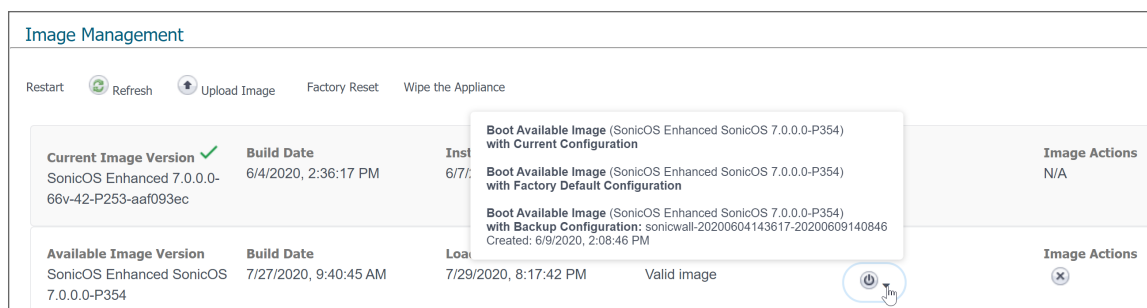 Image Management
Restart
Refresh
Upload Image
Factory Reset
Wipe the Appliance
Boot Available Image (SonicOS Enhanced SonicOS 7.0.0.0-P354)
with Current Configuration
Boot Available Image (SonicOS Enhanced SonicOS 7.0.0.0-P354)
with Factory Default Configuration
Boot Available Image (SonicOS Enhanced SonicOS 7.0.0.0-P354)
with Backup Configuration: sonicwall-20200604143617-20200609140846
Created: 6/9/2020, 2:08:46 PM
Current Image Version
SonicOS Enhanced 7.0.0.0-
66v-42-P253-aaf093ec
Build Date
6/4/2020, 2:36:17 PM
Inst
6/7/
Image Actions
N/A
Available Image Version
SonicOS Enhanced SonicOS
7.0.0.0-P354
Build Date
7/27/2020, 9:40:45 AM
Loa
7/29/2020, 8:17:42 PM
Valid image
Image Actions